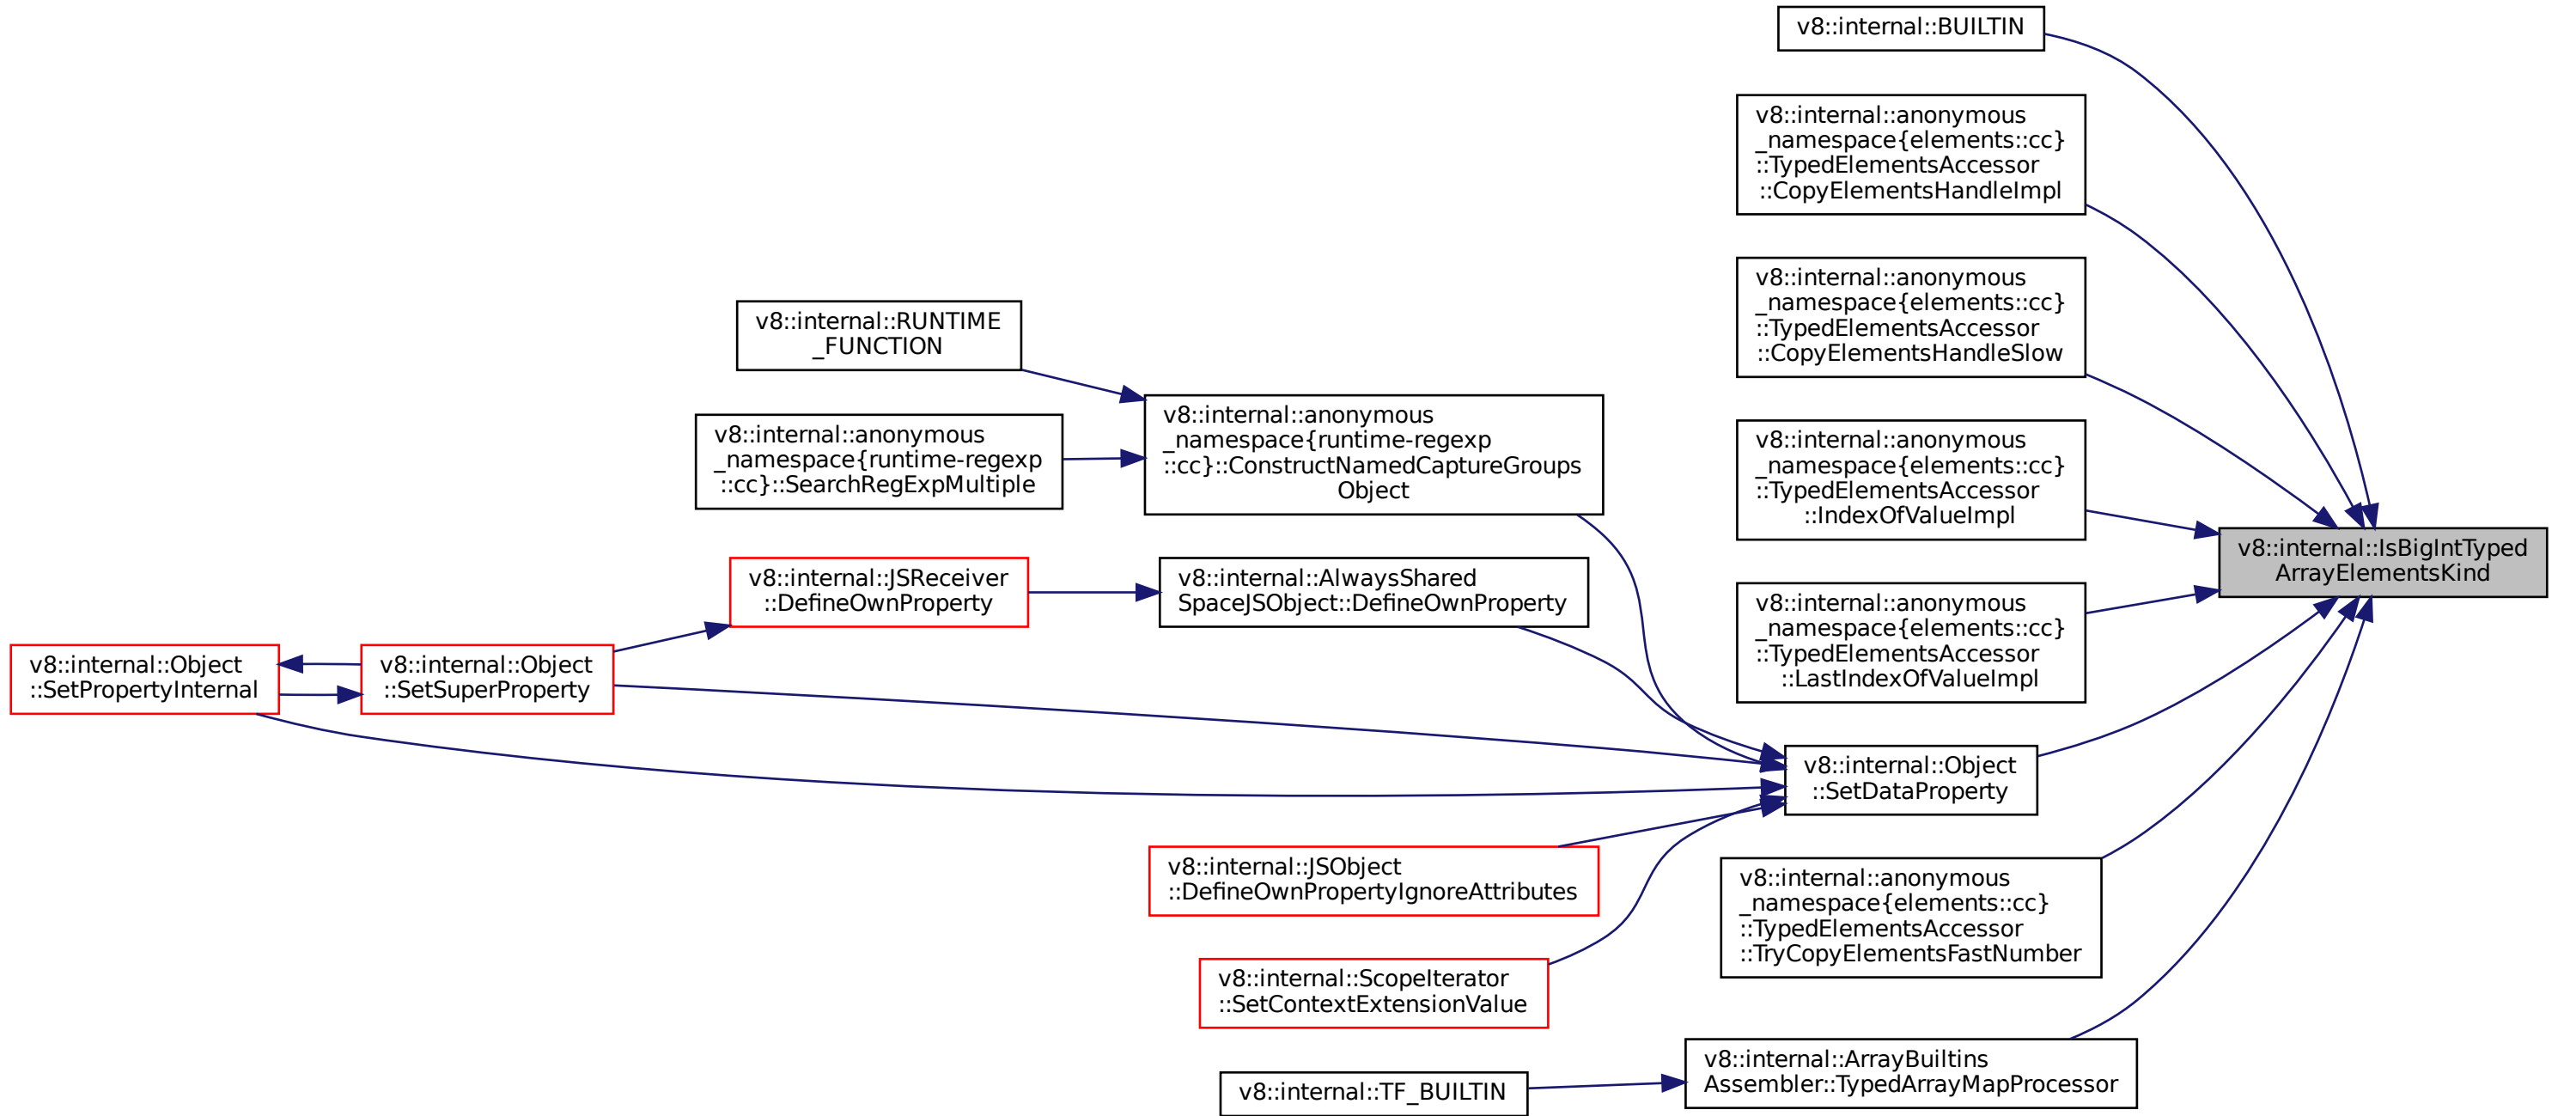 v8::internal::BUILTIN
v8::internal::anonymous
_namespace{elements::cc}
::TypedElementsAccessor
::CopyElementsHandleImpl
v8::internal::anonymous
_namespace{elements::cc}
::TypedElementsAccessor
::CopyElementsHandleSlow
v8::internal::RUNTIME
_FUNCTION
v8::internal::anonymous
_namespace{runtime-regexp
::cc}::SearchRegExpMultiple
v8::internal::anonymous
_namespace{runtime-regexp
::cc}::ConstructNamedCaptureGroups
Object
v8::internal::anonymous
_namespace{elements::cc}
::TypedElementsAccessor
::IndexOfValueImpl
v8::internal::IsBigIntTyped
ArrayElementsKind
v8::internal::JSReceiver
::DefineOwnProperty
v8::internal::AlwaysShared
SpaceJSObject::DefineOwnProperty
v8::internal::anonymous
_namespace{elements::cc}
::TypedElementsAccessor
::LastIndexOfValueImpl
v8::internal::Object
::SetPropertyInternal
v8::internal::Object
::SetSuperProperty
v8::internal::Object
::SetDataProperty
v8::internal::JSObject
::DefineOwnPropertyIgnoreAttributes
v8::internal::anonymous
_namespace{elements::cc}
::TypedElementsAccessor
::TryCopyElementsFastNumber
v8::internal::ScopeIterator
::SetContextExtensionValue
v8::internal::TF_BUILTIN
v8::internal::ArrayBuiltins
Assembler::TypedArrayMapProcessor